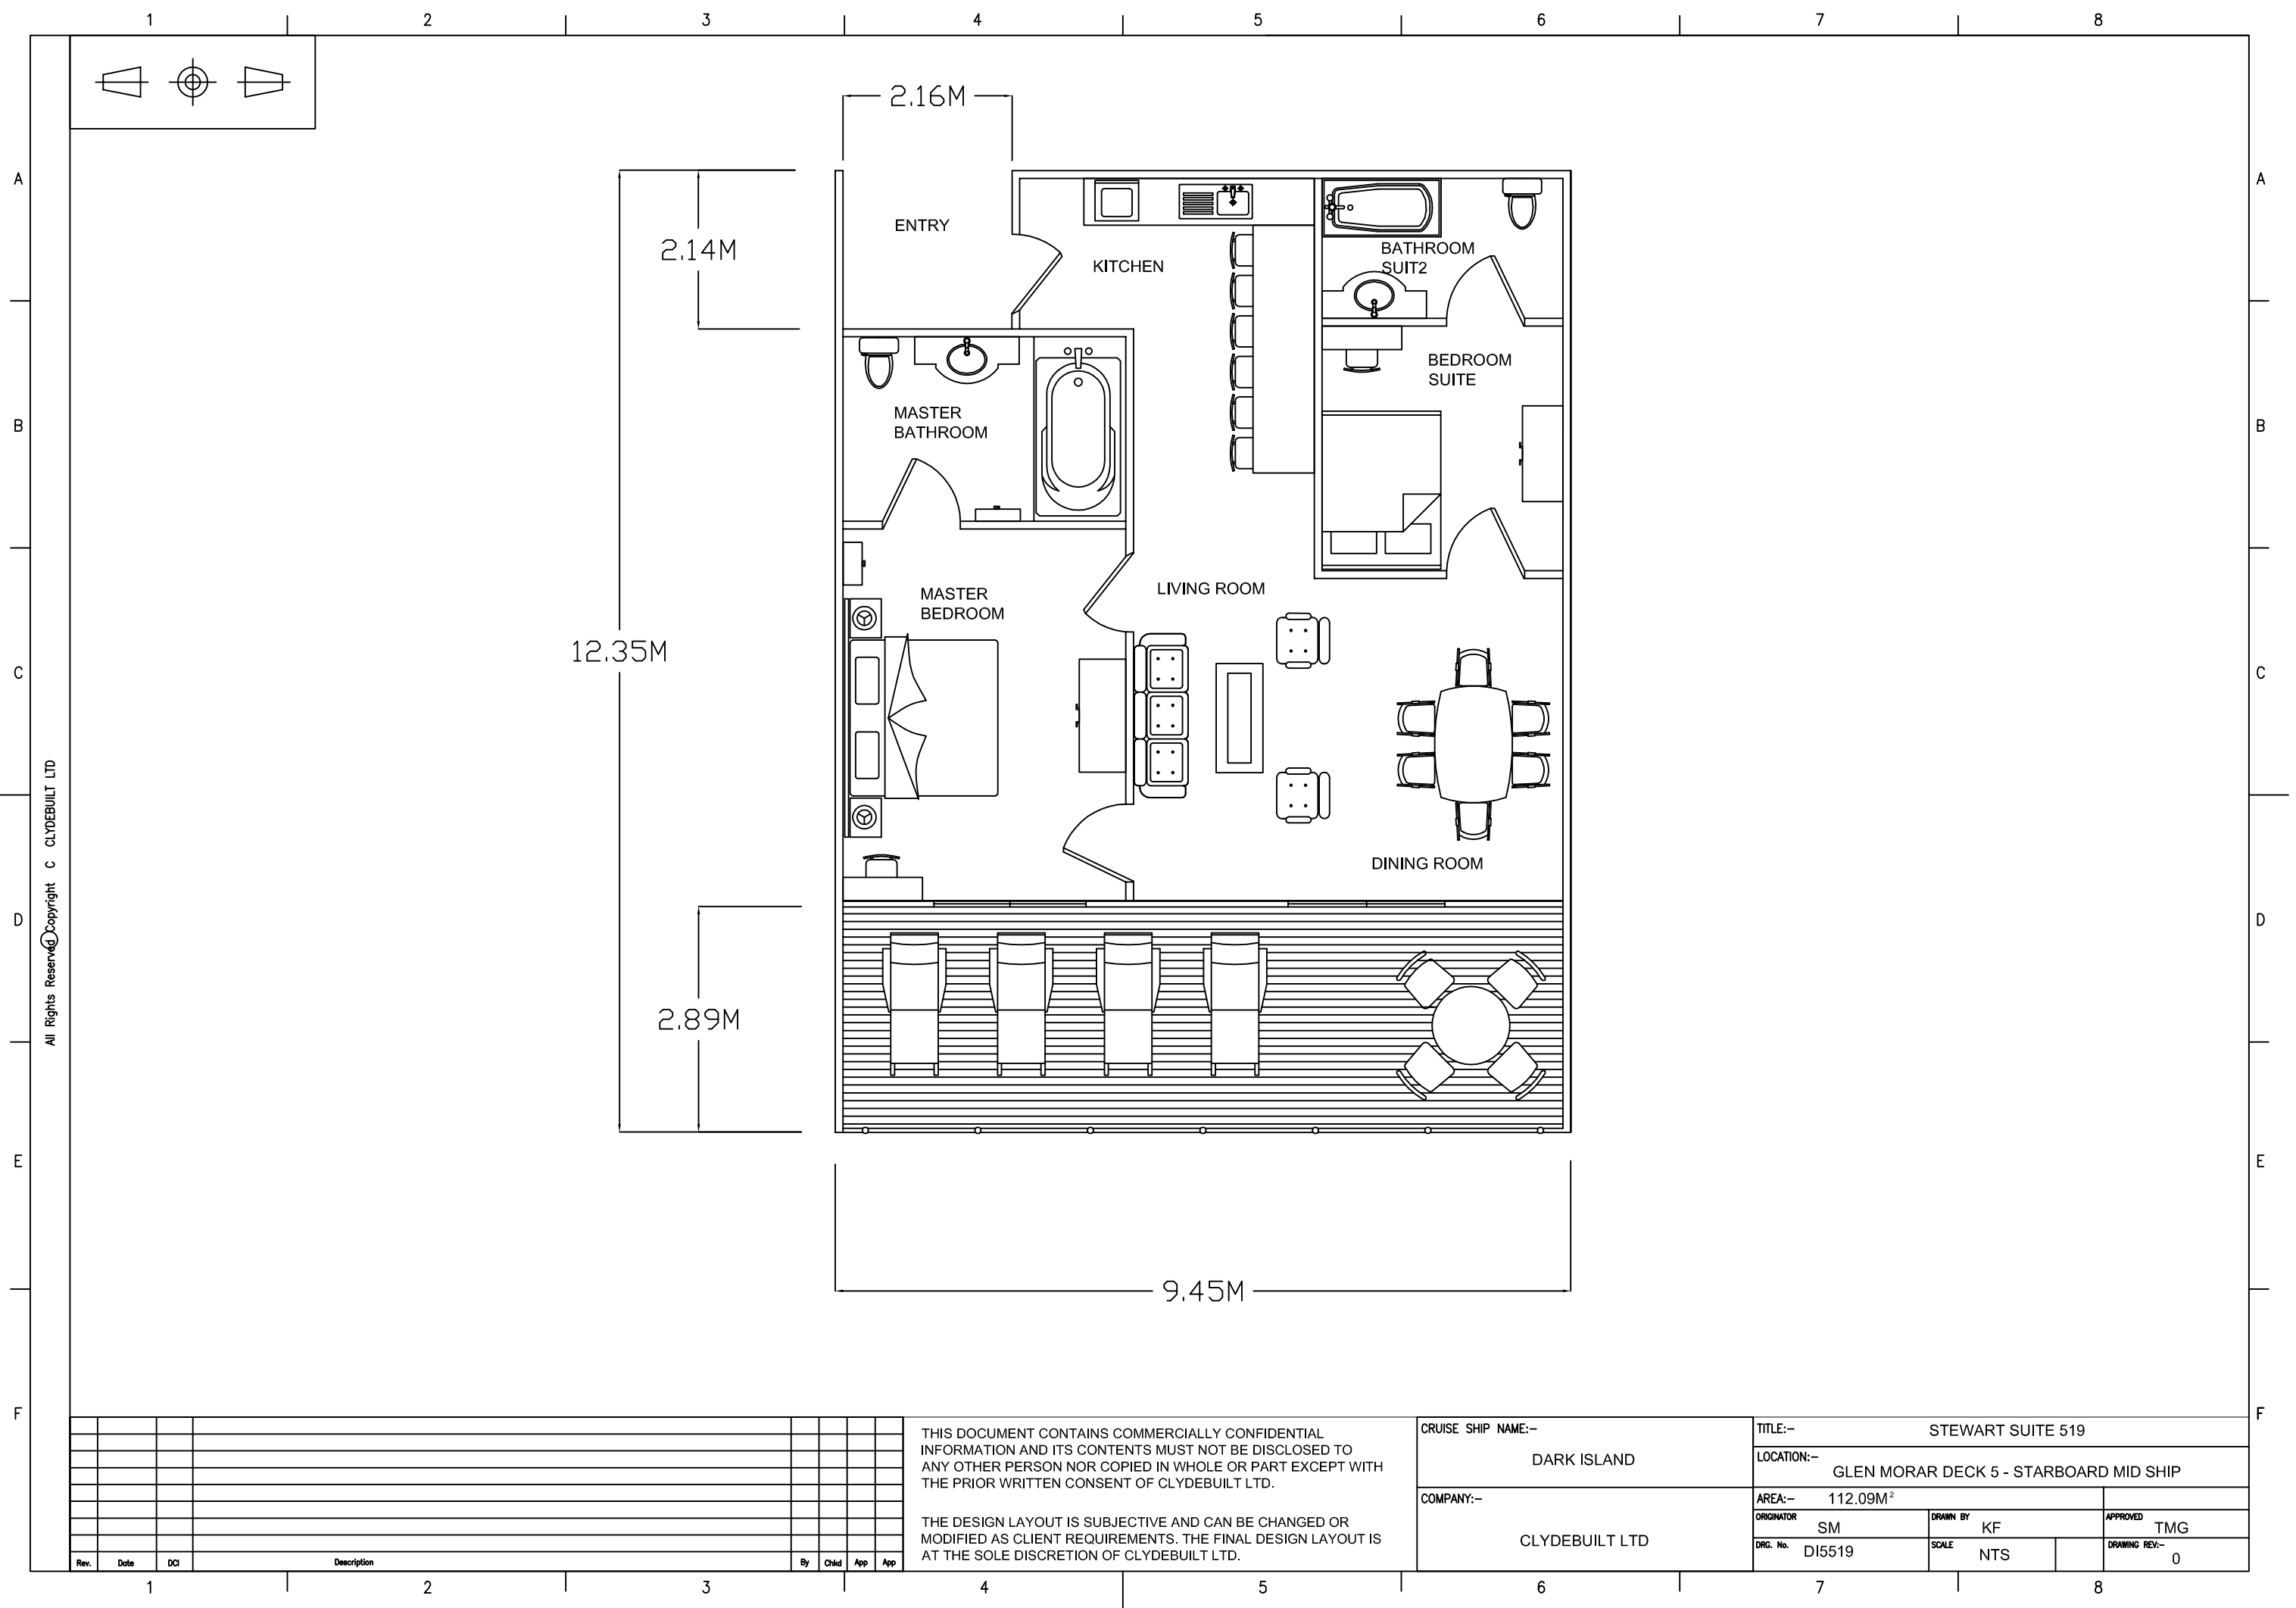 1 2 3 4 5 6 7 8
A A
B B
C C
D D
E E
F F
2.16M
2.14M
12.35M
2.89M
9.45M
ENTRY
KITCHEN
BATHROOM
SUIT2
BEDROOM
SUITE
MASTER
BATHROOM
MASTER
BEDROOM
LIVING ROOM
DINING ROOM
All Rights Reserved Copyright C CLYDEBUILT LTD
Rev. Date DCI Description By Chkd App App
THIS DOCUMENT CONTAINS COMMERCIALLY CONFIDENTIAL
INFORMATION AND ITS CONTENTS MUST NOT BE DISCLOSED TO
ANY OTHER PERSON NOR COPIED IN WHOLE OR PART EXCEPT WITH
THE PRIOR WRITTEN CONSENT OF CLYDEBUILT LTD.
THE DESIGN LAYOUT IS SUBJECTIVE AND CAN BE CHANGED OR
MODIFIED AS CLIENT REQUIREMENTS. THE FINAL DESIGN LAYOUT IS
AT THE SOLE DISCRETION OF CLYDEBUILT LTD.
CRUISE SHIP NAME:-
DARK ISLAND
COMPANY:-
CLYDEBUILT LTD
TITLE:- STEWART SUITE 519
LOCATION:-
GLEN MORAR DECK 5 - STARBOARD MID SHIP
AREA:- 112.09M²
ORIGINATOR
SM
DRAWN BY
KF
APPROVED
TMG
DRG. No. DI5519
SCALE
NTS
DRAWING REV:-
0
1 2 3 4 5 6 7 8